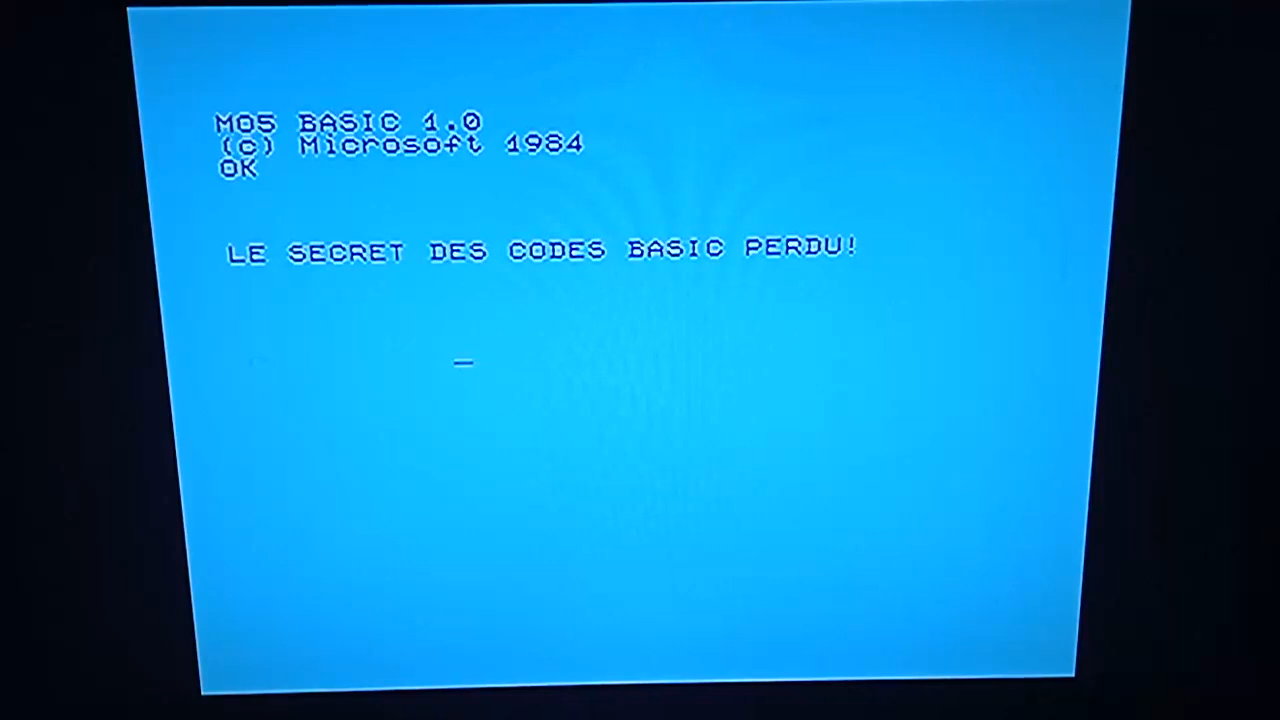 MO5 BASIC 1.0
(c) Microsoft 1984
OK
LE SECRET DES CODES BASIC PERDU!